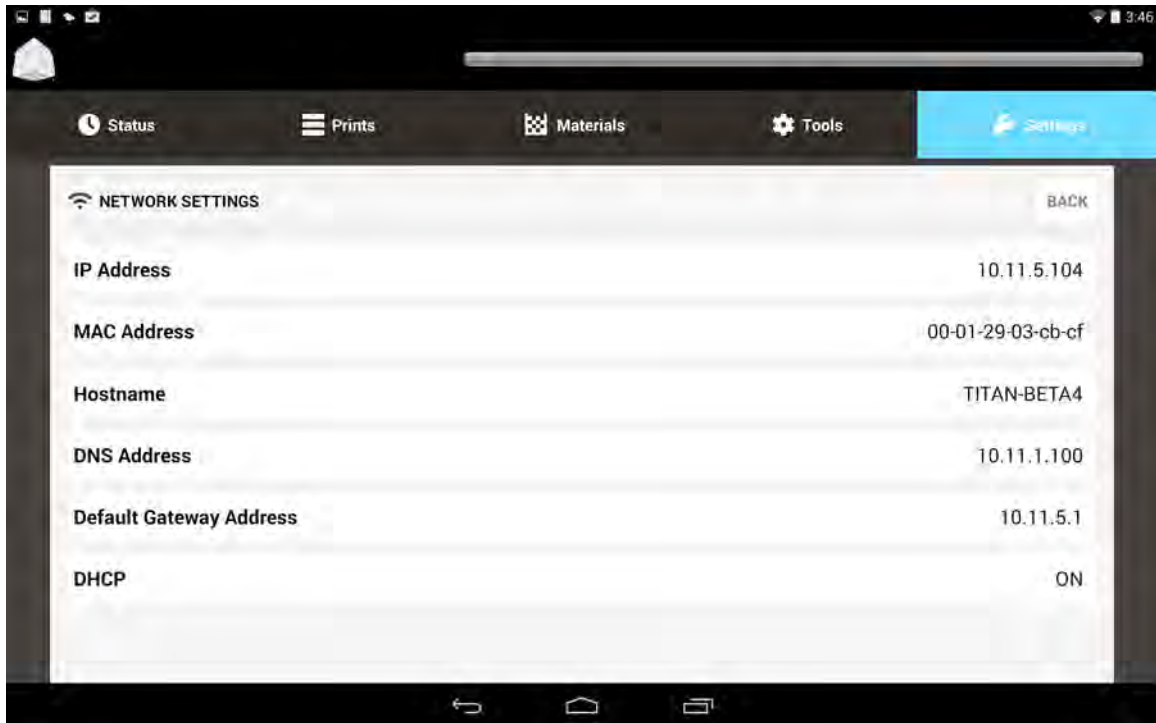 3:46
Status Prints Materials Tools Settings
NETWORK SETTINGS BACK
IP Address 10.11.5.104
MAC Address 00-01-29-03-cb-cf
Hostname TITAN-BETA4
DNS Address 10.11.1.100
Default Gateway Address 10.11.5.1
DHCP ON